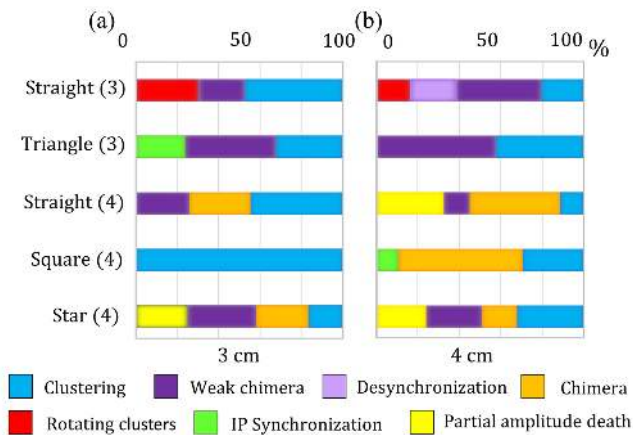 (a) (b)
0 50 100 0 50 100 %
Straight (3)
Triangle (3)
Straight (4)
Square (4)
Star (4)
3 cm 4 cm
Clustering Weak chimera Desynchronization Chimera
Rotating clusters IP Synchronization Partial amplitude death